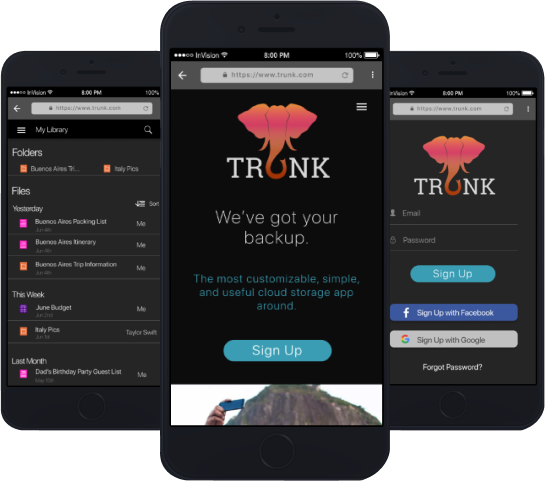 InVision 8:00 PM 100%
https://www.trunk.com
My Library
Folders
Buenos Aires Tri... Italy Pics
Files
Sort
Yesterday
Buenos Aires Packing List Me
Jun 4th
Buenos Aires Itinerary Me
Jun 4th
Buenos Aires Trip Information Me
Jun 4th
This Week
June Budget Me
Jun 2nd
Italy Pics Taylor Swift
Jun 1st
Last Month
Dad's Birthday Party Guest List Me
InVision 8:00 PM 100%
https://www.trunk.com
TRUNK
We've got your
backup.
The most customizable, simple,
and useful cloud storage app
around.
Sign Up
InVision 8:00 PM 100%
https://www.trunk.com
TRUNK
Email
Password
Sign Up
f Sign Up with Facebook
G Sign Up with Google
Forgot Password?